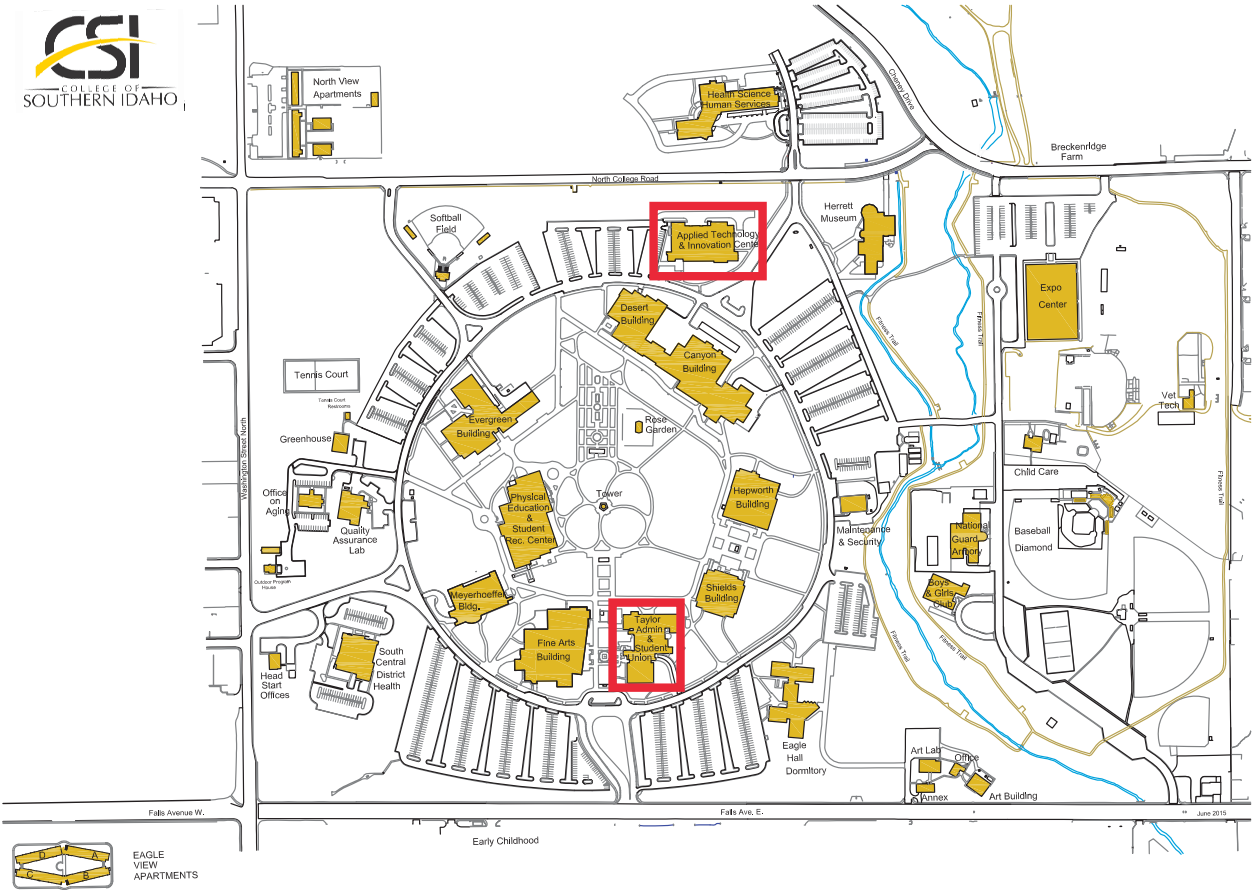 CSI
COLLEGE OF
SOUTHERN IDAHO
North View
Apartments
Health Science
Human Services
Cheney Drive
Breckenridge
Farm
North College Road
Softball
Field
Applied Technology
& Innovation Cente
Herrett
Museum
Expo
Center
Desert
Building
Canyon
Building
Fitness Trail
Fitness Trail
Tennis Court
Tennis Court
Restrooms
Greenhouse
Evergreen
Building
Rose
Garden
Vet
Tech
Washington Street North
Office
on
Aging
Quality
Assurance
Lab
Outdoor Program
House
Physical
Education
&
Student
Rec. Center
Tower
Hepworth
Building
Maintenance
& Security
Child Care
Fitness Trail
National
Guard
Armory
Baseball
Diamond
Boys
& Girls
Club
Meyerhoeffer
Bldg.
Fine Arts
Building
Taylor
Admin
&
Student
Union
Shields
Building
Fitness Trail
Fitness Trail
Head
Start
Offices
South
Central
District
Health
Eagle
Hall
Dormitory
Art Lab
Office
Annex
Art Building
Falls Avenue W.
Falls Ave. E.
June 2015
Early Childhood
D
A
C
C
B
EAGLE
VIEW
APARTMENTS